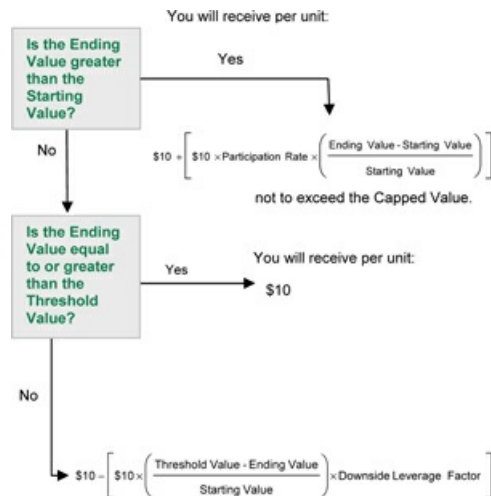 You will receive per unit:
Is the Ending
Value greater
than the
Starting
Value?
Yes
$10 + [ $10 × Participation Rate × ( Ending Value - Starting Value / Starting Value ) ]
not to exceed the Capped Value.
No
Is the Ending
Value equal
to or greater
than the
Threshold
Value?
Yes
You will receive per unit:
$10
No
$10 – [ $10 × ( Threshold Value - Ending Value / Starting Value ) × Downside Leverage Factor ]